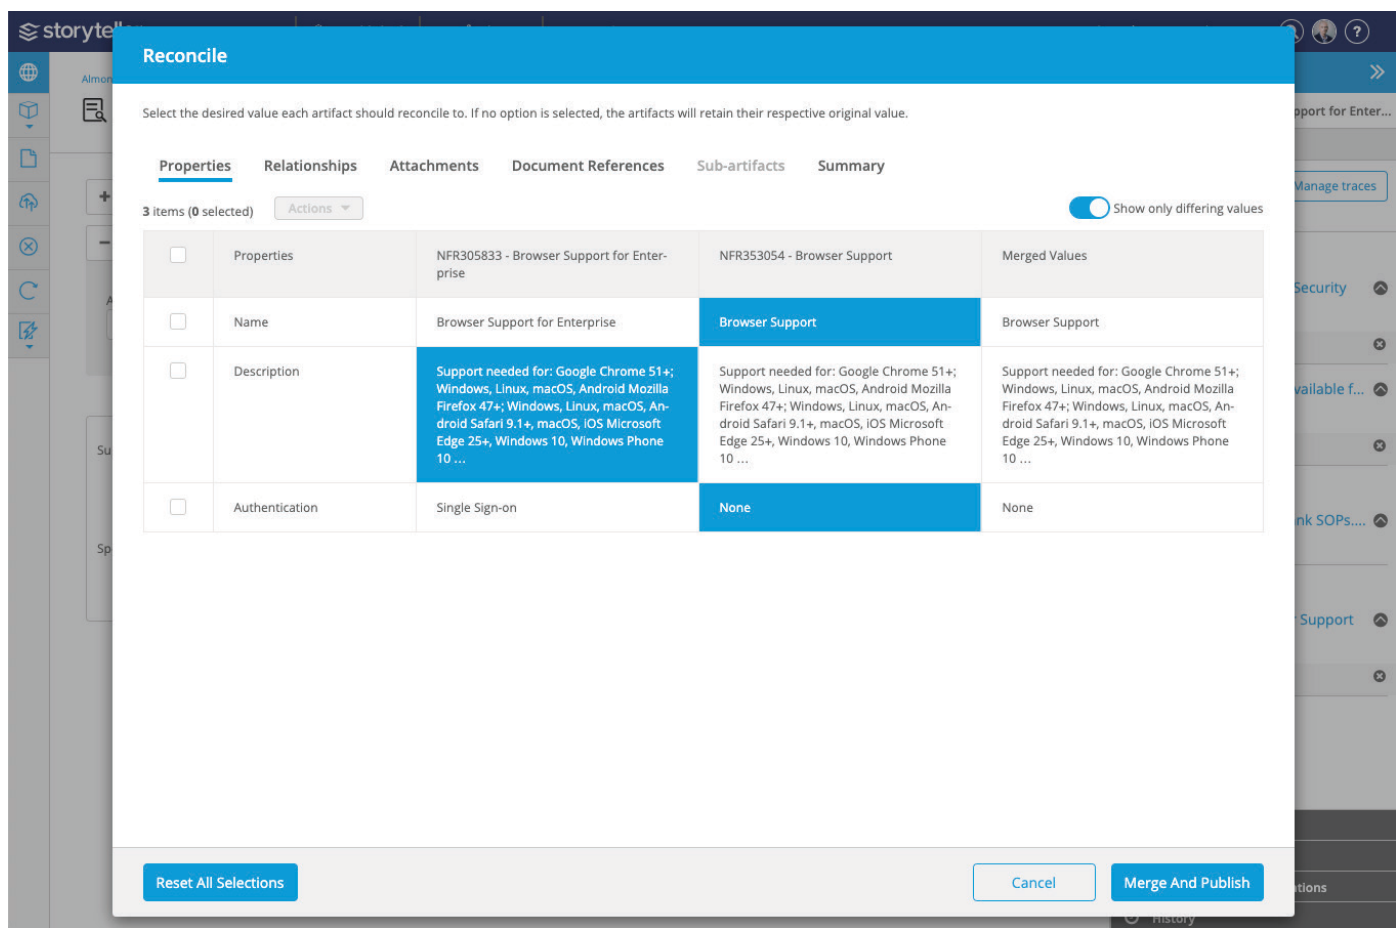 Reconcile
Almon
Select the desired value each artifact should reconcile to. If no option is selected, the artifacts will retain their respective original value.
pport for Enter...
Properties Relationships Attachments Document References Sub-artifacts Summary
Manage traces
3 items (0 selected) Actions Show only differing values
Properties
NFR305833 - Browser Support for Enter-
prise
NFR353054 - Browser Support
Merged Values
Security
Name
Browser Support for Enterprise
Browser Support
Browser Support
Description
Support needed for: Google Chrome 51+;
Windows, Linux, macOS, Android Mozilla
Firefox 47+; Windows, Linux, macOS, An-
droid Safari 9.1+, macOS, iOS Microsoft
Edge 25+, Windows 10, Windows Phone
10 ...
Support needed for: Google Chrome 51+;
Windows, Linux, macOS, Android Mozilla
Firefox 47+; Windows, Linux, macOS, An-
droid Safari 9.1+, macOS, iOS Microsoft
Edge 25+, Windows 10, Windows Phone
10 ...
Support needed for: Google Chrome 51+;
Windows, Linux, macOS, Android Mozilla
Firefox 47+; Windows, Linux, macOS, An-
droid Safari 9.1+, macOS, iOS Microsoft
Edge 25+, Windows 10, Windows Phone
10 ...
vailable f...
Su
Authentication
Single Sign-on
None
None
nk SOPs....
Sp
Support
Reset All Selections Cancel Merge And Publish
History